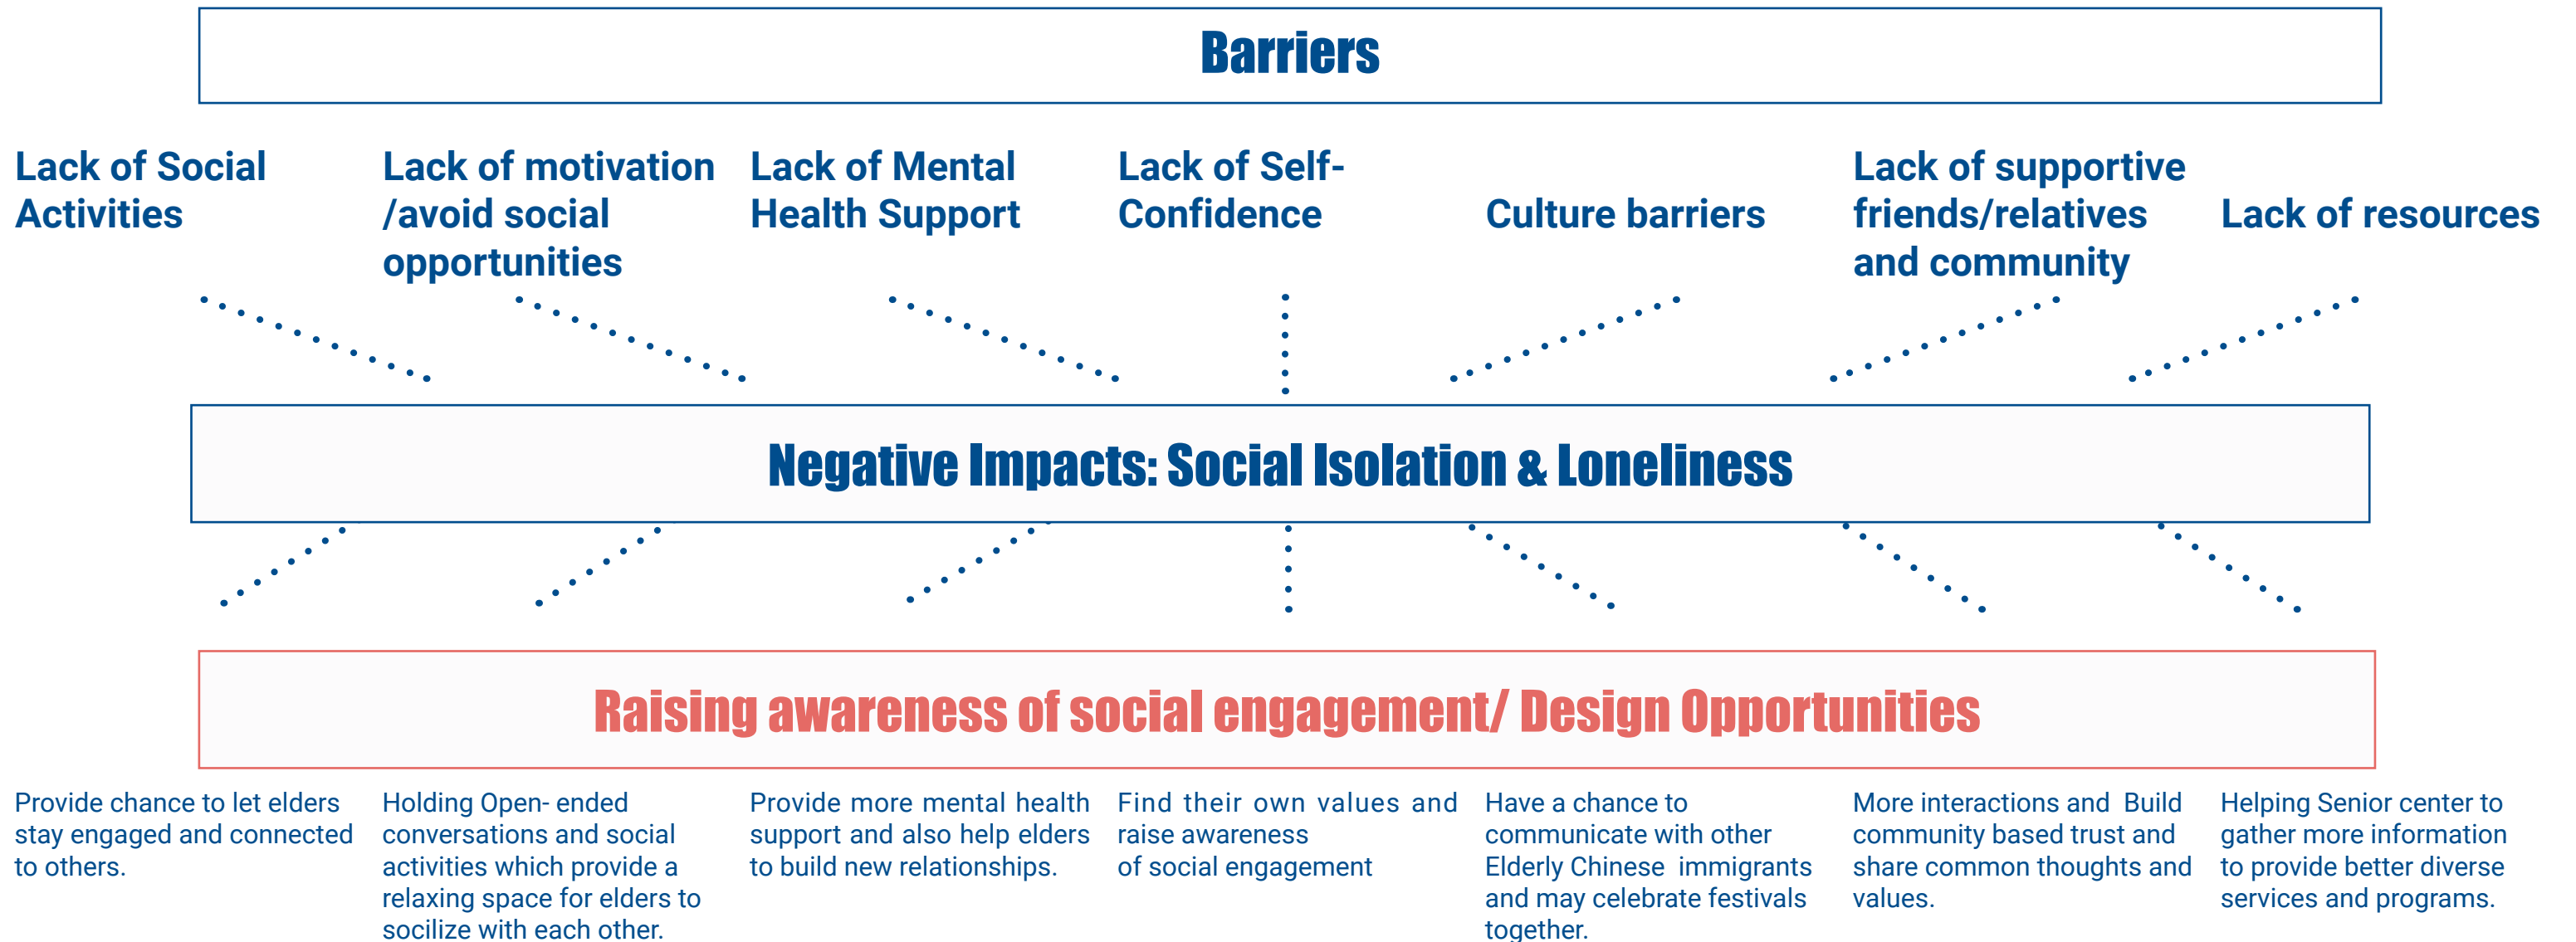 Barriers
Lack of Social
Activities
Lack of motivation
/avoid social
opportunities
Lack of Mental
Health Support
Lack of Self-
Confidence
Culture barriers
Lack of supportive
friends/relatives
and community
Lack of resources
Negative Impacts: Social Isolation & Loneliness
Raising awareness of social engagement/ Design Opportunities
Provide chance to let elders
stay engaged and connected
to others.
Holding Open- ended
conversations and social
activities which provide a
relaxing space for elders to
socilize with each other.
Provide more mental health
support and also help elders
to build new relationships.
Find their own values and
raise awareness
of social engagement
Have a chance to
communicate with other
Elderly Chinese  immigrants
and may celebrate festivals
together.
More interactions and  Build
community based trust and
share common thoughts and
values.
Helping Senior center to
gather more information
to provide better diverse
services and programs.